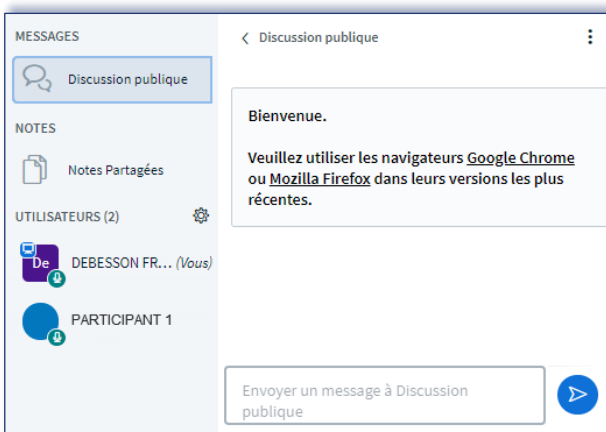 MESSAGES
Discussion publique
NOTES
Notes Partagées
UTILISATEURS (2)
De
DEBESSON FR... (Vous)
PARTICIPANT 1
Discussion publique
Bienvenue.
Veuillez utiliser les navigateurs Google Chrome
ou Mozilla Firefox dans leurs versions les plus
récentes.
Envoyer un message à Discussion
publique